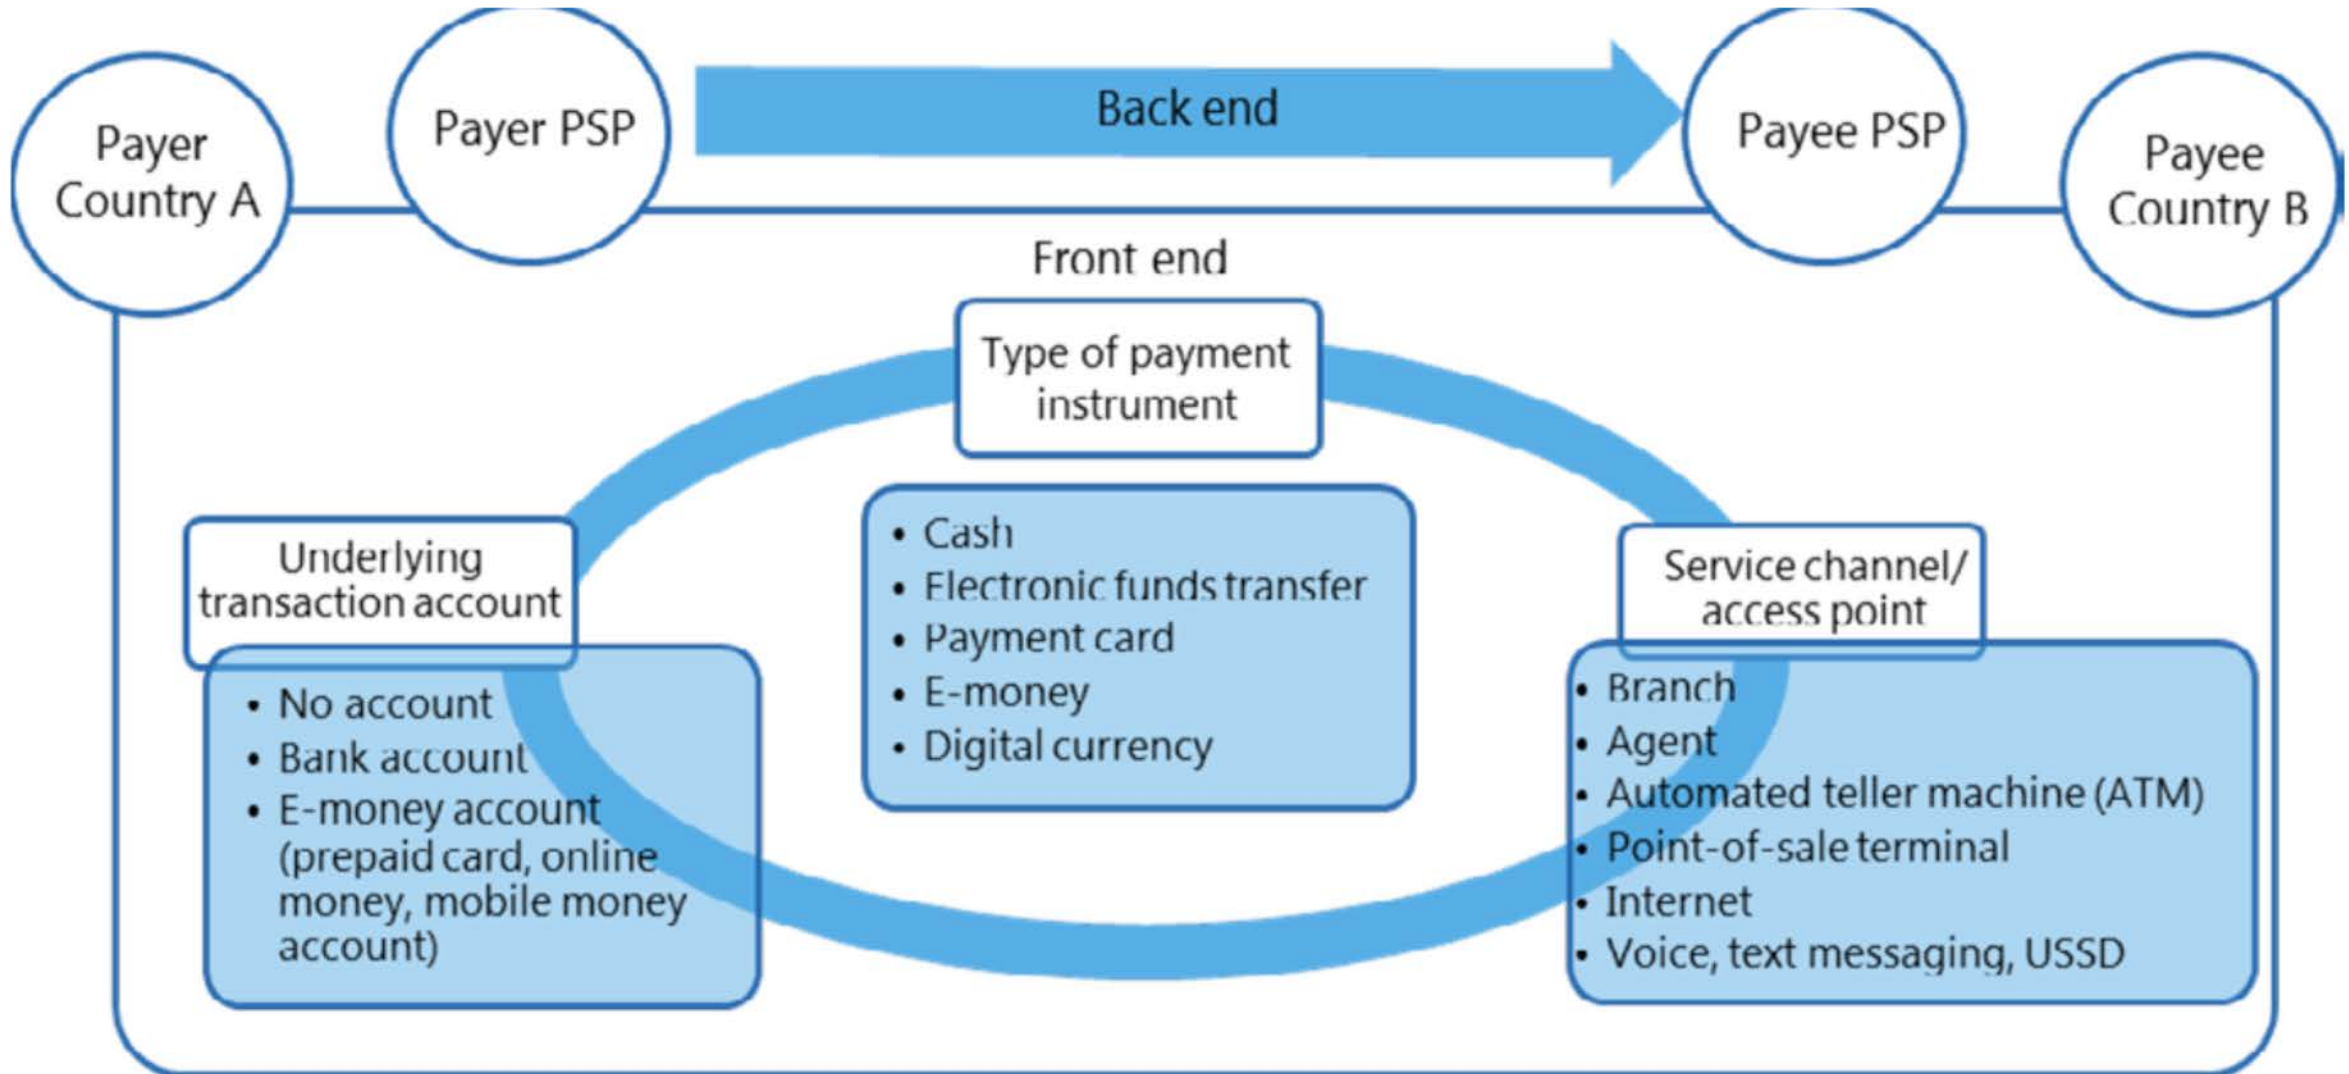 Payer
Country A
Payer PSP
Back end
Payee PSP
Payee
Country B
Front end
Type of payment
instrument
• Cash
• Electronic funds transfer
• Payment card
• E-money
• Digital currency
Underlying
transaction account
• No account
• Bank account
• E-money account
(prepaid card, online
money, mobile money
account)
Service channel/
access point
• Branch
• Agent
• Automated teller machine (ATM)
• Point-of-sale terminal
• Internet
• Voice, text messaging, USSD